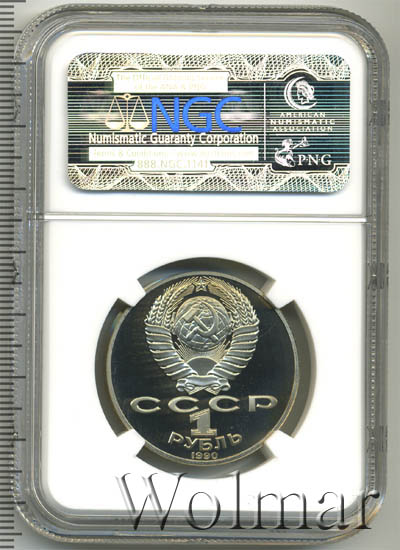 NGC
Numismatic Guaranty Corporation
888 NGC 1141
AMERICAN
NUMISMATIC
ASSOCIATION
PNG
СССР
1
РУБЛЬ
1990
Wolmar